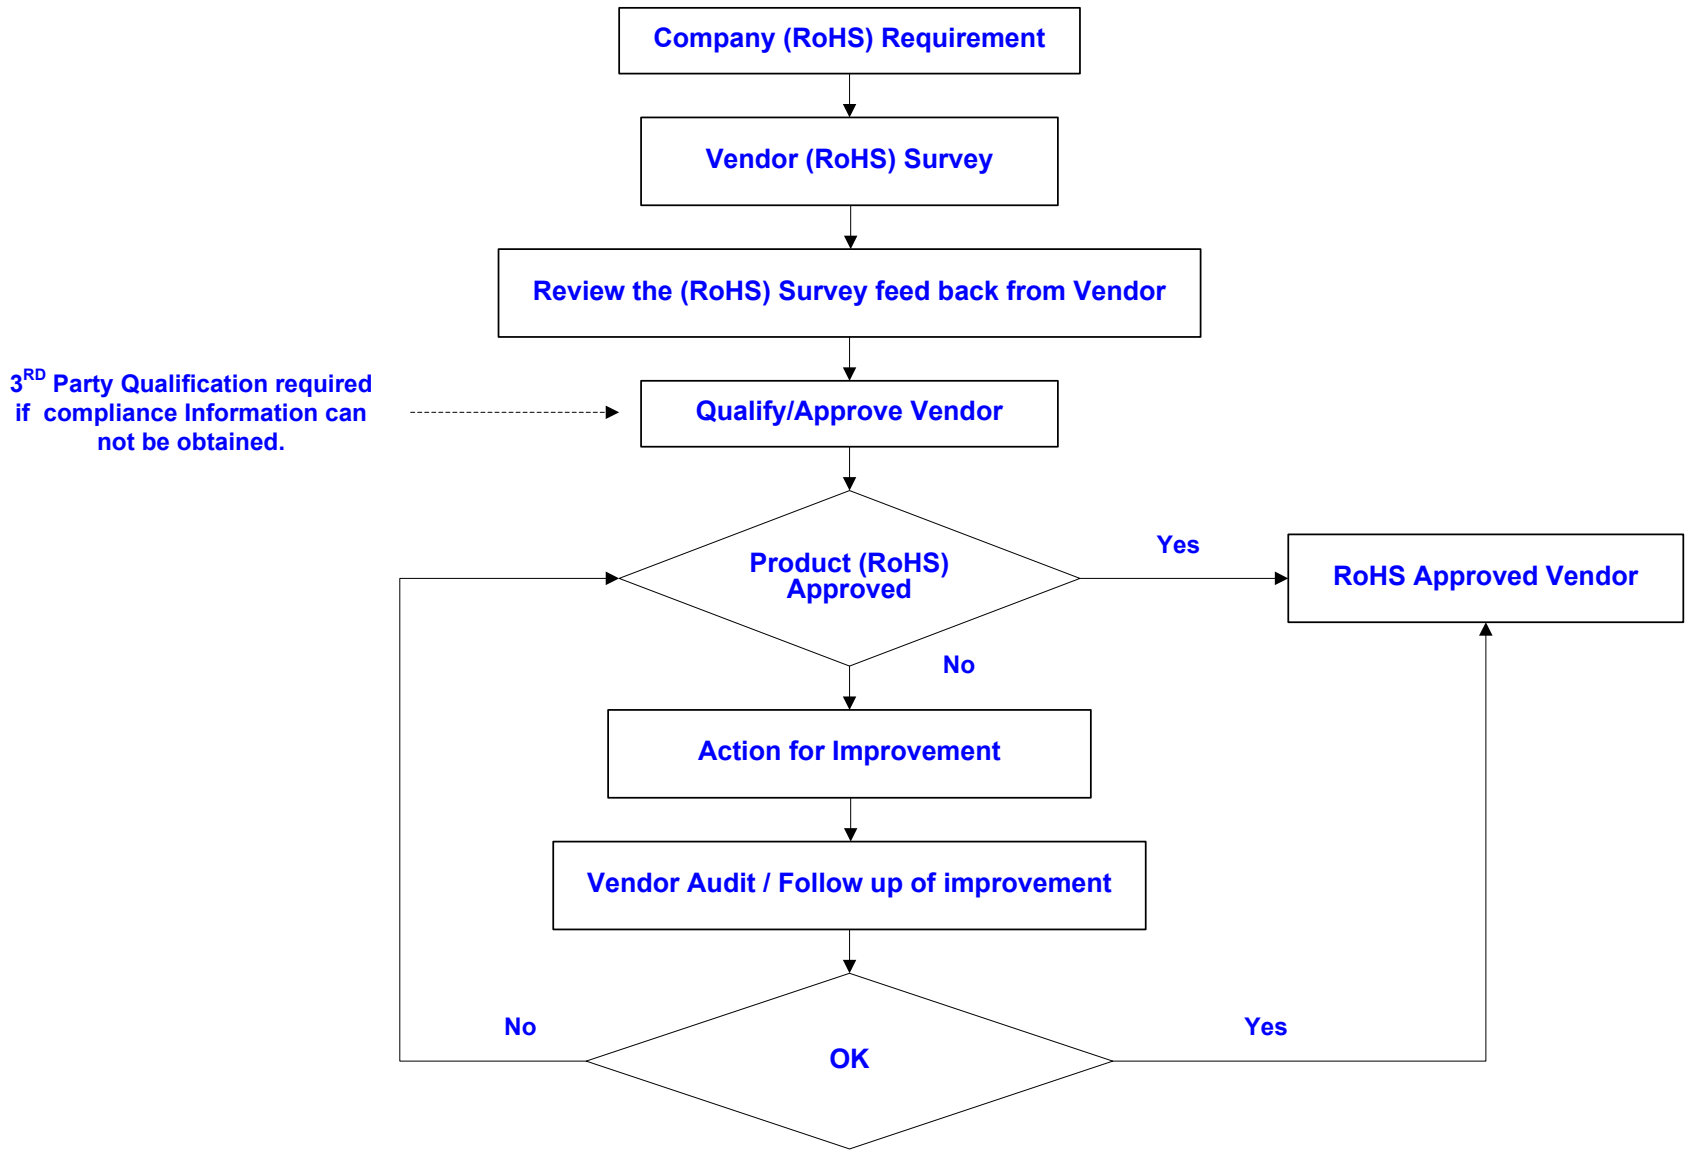 Company (RoHS) Requirement
Vendor (RoHS) Survey
Review the (RoHS) Survey feed back from Vendor
3RD Party Qualification required
if compliance Information can
not be obtained.
Qualify/Approve Vendor
Product (RoHS)
Approved
Yes
RoHS Approved Vendor
No
Action for Improvement
Vendor Audit / Follow up of improvement
No
OK
Yes